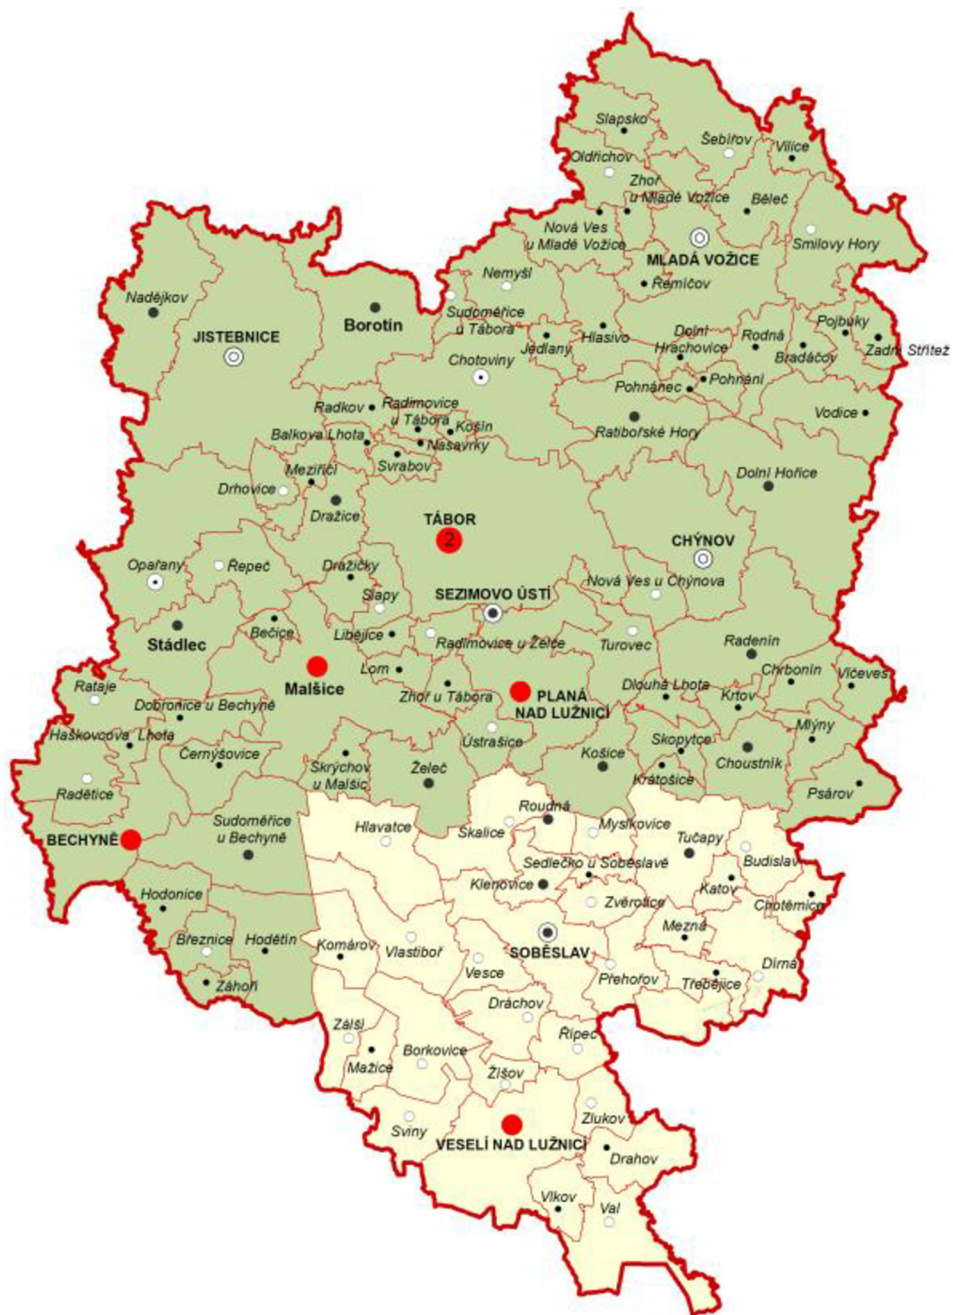 Slapsko
Šebířov
Vilice
Oldřichov
Zhoř
u Mladé Vožice
Běleč
Nová Ves
u Mladé Vožice
Smilovy Hory
MLADÁ VOŽICE
Nemyšl
Řemíčov
Nadějkov
Sudoměřice
u Tábora
Borotín
JISTEBNICE
Jedlany
Hlasivo
Dolní
Hrachovice
Rodná
Pojbuky
Bradáčov
Zadní Střítež
Chotoviny
Pohnánec
Pohnání
Radkov
Radimovice
u Tábora
Košín
Ratibořské Hory
Vodice
Balkova Lhota
Nasavrky
Svrabov
Meziříčí
Drhovice
Dolní Hořice
Dražice
TÁBOR
2
CHÝNOV
Opařany
Řepeč
Dražičky
Nová Ves u Chýnova
Slapy
SEZIMOVO ÚSTÍ
Stádlec
Bečice
Libějice
Radimovice u Želče
Turovec
Radenín
Lom
Malšice
Zhoř u Tábora
PLANÁ
NAD LUŽNICÍ
Dlouhá Lhota
Chrbonín
Krtov
Vlčeves
Rataje
Dobronice u Bechyně
Haškovcova Lhota
Ústrašice
Skopytce
Mlýny
Černýšovice
Skrýchov
u Malšic
Želeč
Košice
Krátošice
Choustník
Psárov
Radětice
Sudoměřice
u Bechyně
BECHYNĚ
Hlavatce
Skalice
Roudná
Myslkovice
Tučapy
Budislav
Sedlečko u Soběslavě
Klenovice
Katov
Chotěmice
Hodonice
Zvěrotice
Mezná
Březnice
Hodětín
Komárov
Vlastiboř
SOBĚSLAV
Vesce
Přehořov
Třebějice
Dírná
Záhoří
Dráchov
Zálší
Mažice
Borkovice
Řípec
Žíšov
Sviny
Zlukov
VESELÍ NAD LUŽNICÍ
Drahov
Vlkov
Val